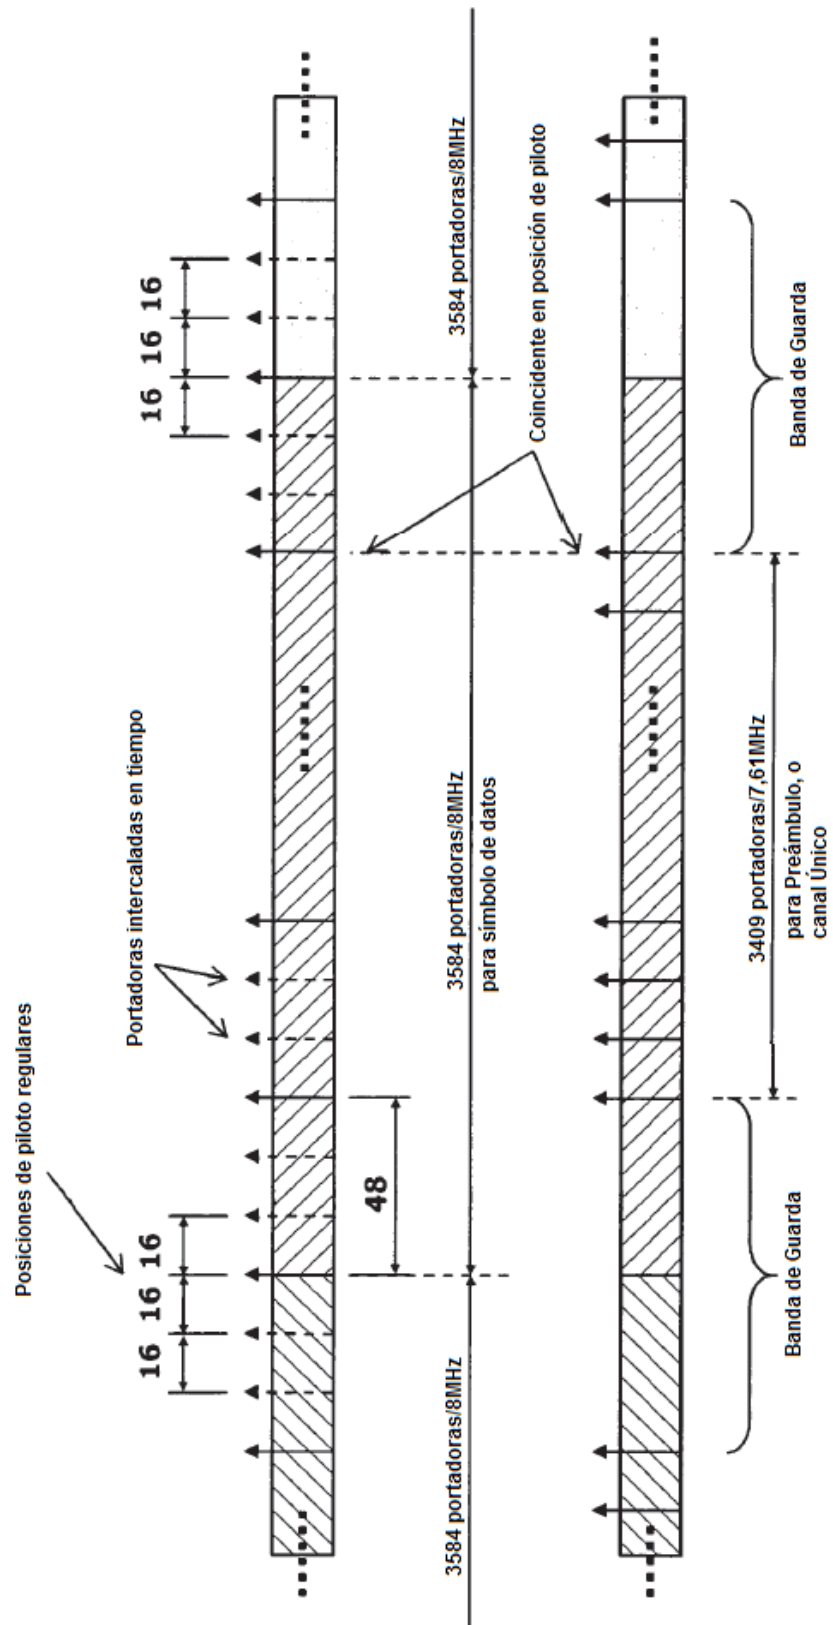 Posiciones de piloto regulares
Portadoras intercaladas en tiempo
16 16 16
16 16 16
48
3584 portadoras/8MHz
3584 portadoras/8MHz
para símbolo de datos
3584 portadoras/8MHz
Coincidente en posición de piloto
Banda de Guarda
3409 portadoras/7,61MHz
para Preámbulo, o
canal Único
Banda de Guarda